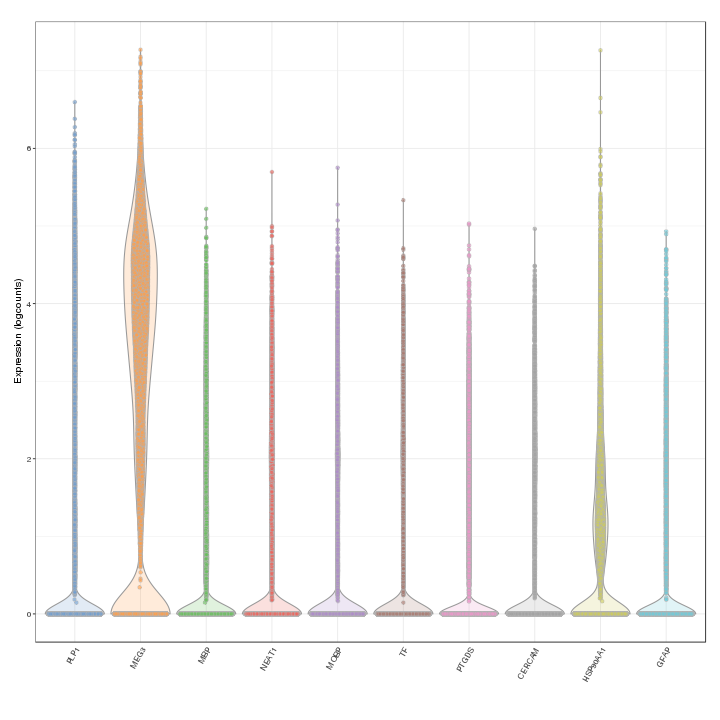 6
4
2
0
Expression (logcounts)
PLP1
MEG3
MBP
NEAT1
MOBP
TF
PTGDS
CERCAM
HSP90AA1
GFAP